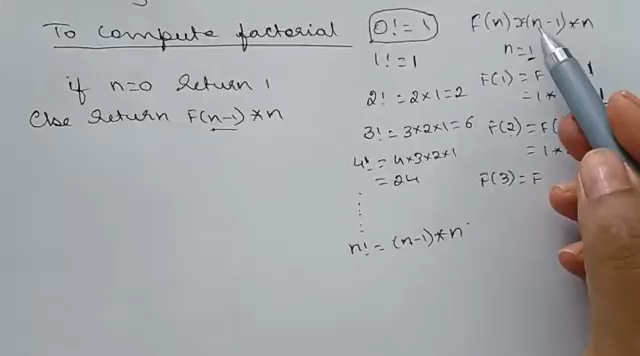 To Compute factorial
if n=0 return 1
Else return F(n-1)*n
0! = 1
1! = 1
2! = 2×1=2
3! = 3×2×1=6
4! = 4×3×2×1
= 24
n! = (n-1)*n
F(n) (n-1)*n
n=1
F(1) = F 1
= 1*
F(2) = F(
= 1*
F(3) = F